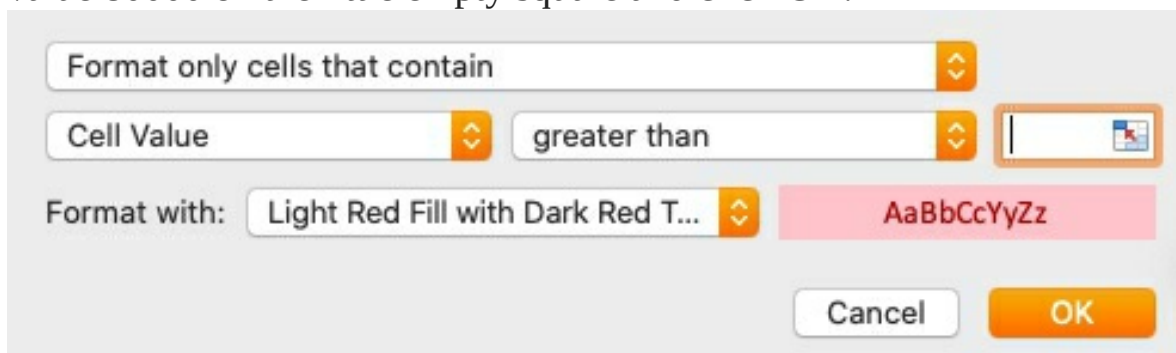 Format only cells that contain
Cell Value greater than
Format with: Light Red Fill with Dark Red T... AaBbCcYyZz
Cancel OK